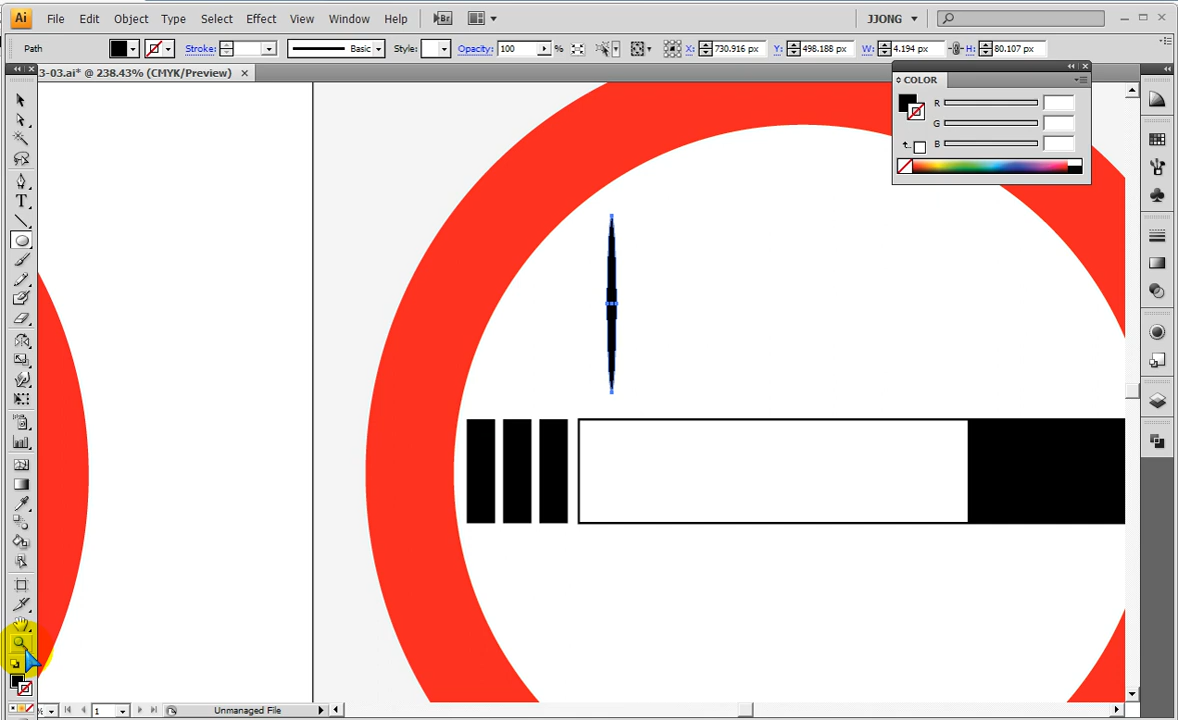 Ai File Edit Object Type Select Effect View Window Help Br JJONG
Path Stroke: Basic Style: Opacity: 100 % X: 730.916 px Y: 498.188 px W: 4.194 px H: 80.107 px
3-03.ai* @ 238.43% (CMYK/Preview)
COLOR
R
G
B
T
% 1 Unmanaged File